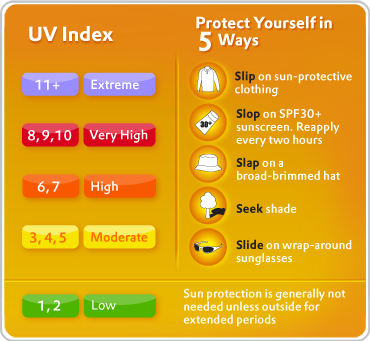 UV Index
11+ Extreme
8,9,10 Very High
6,7 High
3,4,5 Moderate
1,2 Low
Protect Yourself in
5 Ways
Slip on sun-protective
clothing
30+
Slop on SPF30+
sunscreen. Reapply
every two hours
Slap on a
broad-brimmed hat
Seek shade
Slide on wrap-around
sunglasses
Sun protection is generally not
needed unless outside for
extended periods